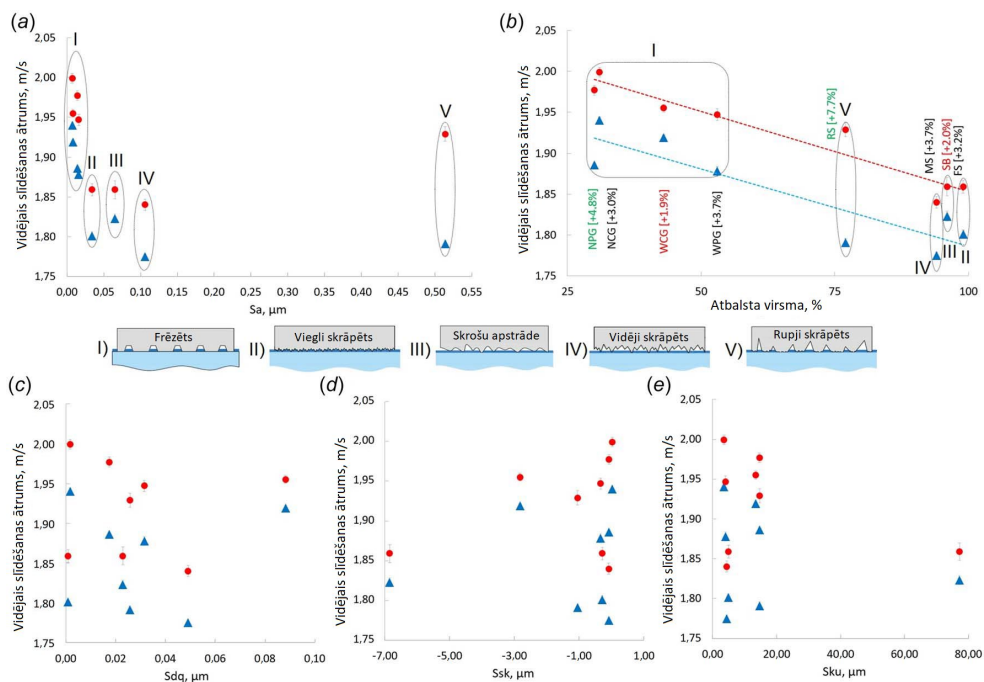 (a)
Vidējais slīdēšanas ātrums, m/s
2,05
2,00
1,95
1,90
1,85
1,80
1,75
I
II
III
IV
V
0,00 0,05 0,10 0,15 0,20 0,25 0,30 0,35 0,40 0,45 0,50 0,55
Sa, µm
(b)
Vidējais slīdēšanas ātrums, m/s
2,05
2,00
1,95
1,90
1,85
1,80
1,75
I
V
IV
III
II
NPG [+4.8%]
NCG [+3.0%]
WCG [+1.9%]
WPG [+3.7%]
RS [+7.7%]
MS [+3.7%]
SB [+2.0%]
FS [+3.2%]
25 50 75 100
Atbalsta virsma, %
I) Frēzēts
II) Viegli skrāpēts
III) Skrošu apstrāde
IV) Vidēji skrāpēts
V) Rupji skrāpēts
(c)
Vidējais slīdēšanas ātrums, m/s
2,05
2,00
1,95
1,90
1,85
1,80
1,75
0,00 0,02 0,04 0,06 0,08 0,10
Sdq, µm
(d)
Vidējais slīdēšanas ātrums, m/s
2,05
2,00
1,95
1,90
1,85
1,80
1,75
-7,00 -5,00 -3,00 -1,00 1,00
Ssk, µm
(e)
Vidējais slīdēšanas ātrums, m/s
2,05
2,00
1,95
1,90
1,85
1,80
1,75
0,00 20,00 40,00 60,00 80,00
Sku, µm